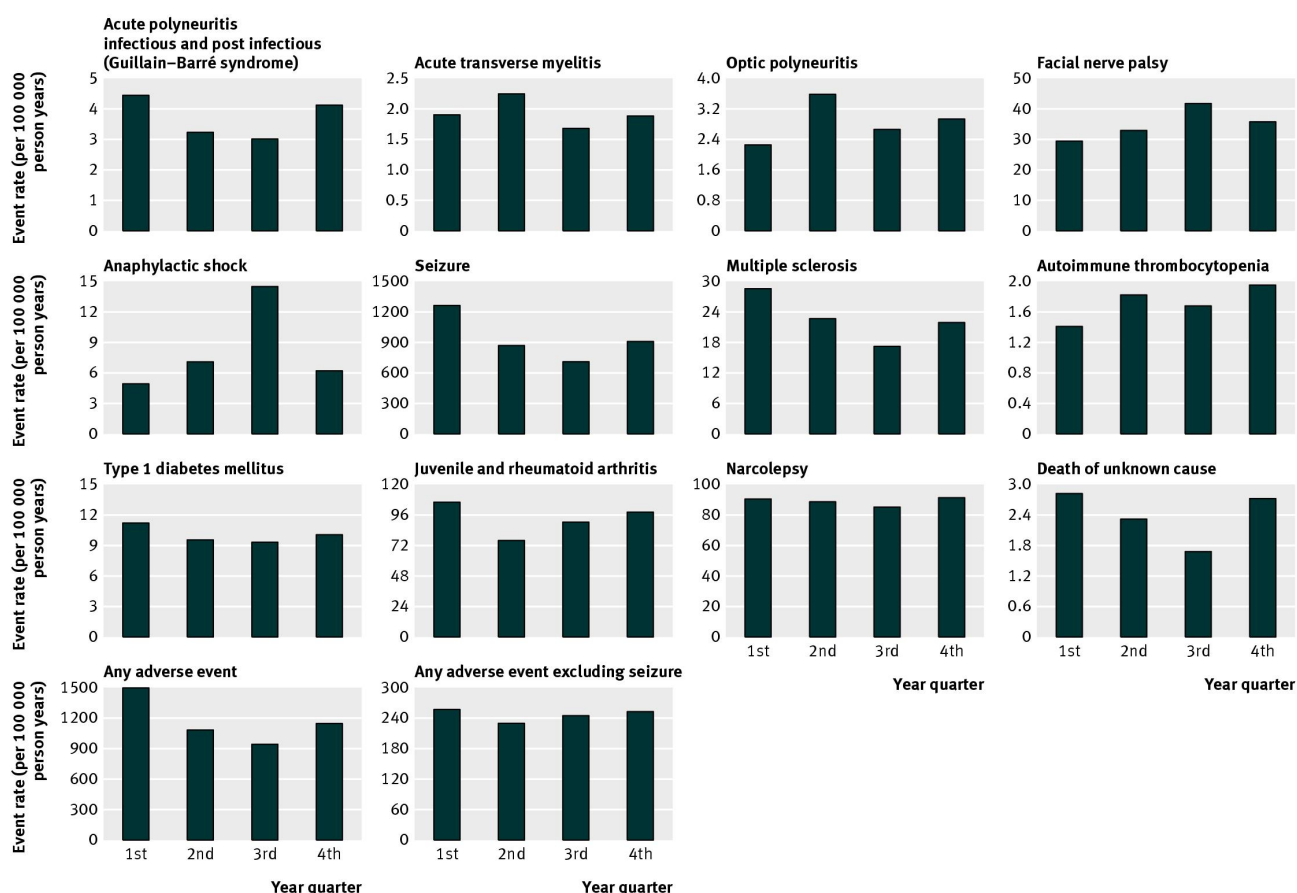 Acute polyneuritis
infectious and post infectious
(Guillain–Barré syndrome)
Event rate (per 100 000
person years)
5
4
3
2
1
0
Acute transverse myelitis
2.5
2.0
1.5
1.0
0.5
0
Optic polyneuritis
4.0
3.2
2.4
1.6
0.8
0
Facial nerve palsy
50
40
30
20
10
0
Anaphylactic shock
Event rate (per 100 000
person years)
15
12
9
6
3
0
Seizure
1500
1200
900
600
300
0
Multiple sclerosis
30
24
18
12
6
0
Autoimmune thrombocytopenia
2.0
1.6
1.2
0.8
0.4
0
Type 1 diabetes mellitus
Event rate (per 100 000
person years)
15
12
9
6
3
0
Juvenile and rheumatoid arthritis
120
96
72
48
24
0
Narcolepsy
100
80
60
40
20
0
1st 2nd 3rd 4th
Year quarter
Death of unknown cause
3.0
2.4
1.8
1.2
0.6
0
1st 2nd 3rd 4th
Year quarter
Any adverse event
Event rate (per 100 000
person years)
1500
1200
900
600
300
0
1st 2nd 3rd 4th
Year quarter
Any adverse event excluding seizure
300
240
180
120
60
0
1st 2nd 3rd 4th
Year quarter